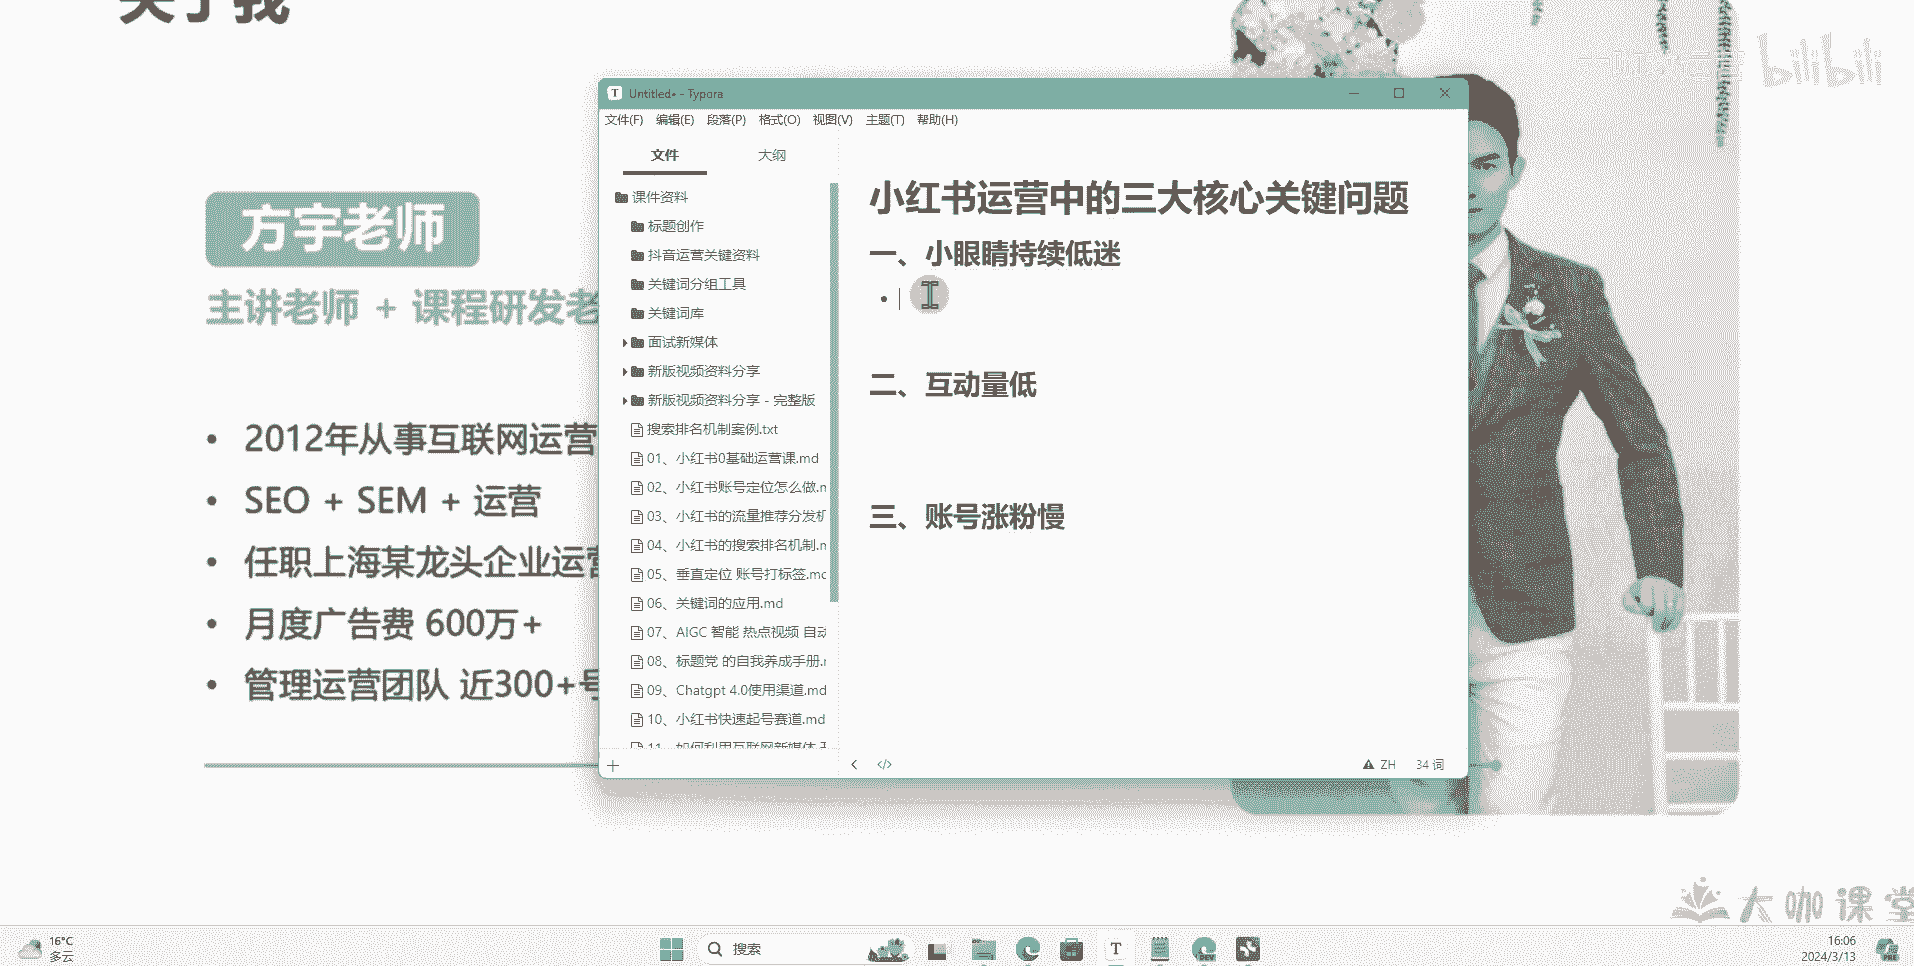 关于我
bilibili
方宇老师
主讲老师 + 课程研发老
2012年从事互联网运营
SEO + SEM + 运营
任职上海某龙头企业运营
月度广告费 600万+
管理运营团队 近300+号
Untitled• - Typora
文件(F) 编辑(E) 段落(P) 格式(O) 视图(V) 主题(T) 帮助(H)
文件 大纲
课件资料
标题创作
抖音运营关键资料
关键词分组工具
关键词库
面试新媒体
新版视频资料分享
新版视频资料分享 - 完整版
搜索排名机制案例.txt
01、小红书0基础运营课.md
02、小红书账号定位怎么做.m
03、小红书的流量推荐分发机
04、小红书的搜索排名机制.m
05、垂直定位 账号打标签.md
06、关键词的应用.md
07、AIGC 智能 热点视频 自动
08、标题党 的自我养成手册.m
09、Chatgpt 4.0使用渠道.md
10、小红书快速起号赛道.md
11、如何利用互联网新媒体
小红书运营中的三大核心关键问题
一、小眼睛持续低迷
二、互动量低
三、账号涨粉慢
ZH 34 词
大咖课堂
16°C
多云
搜索
T
DEV
16:06
2024/3/13
PRE